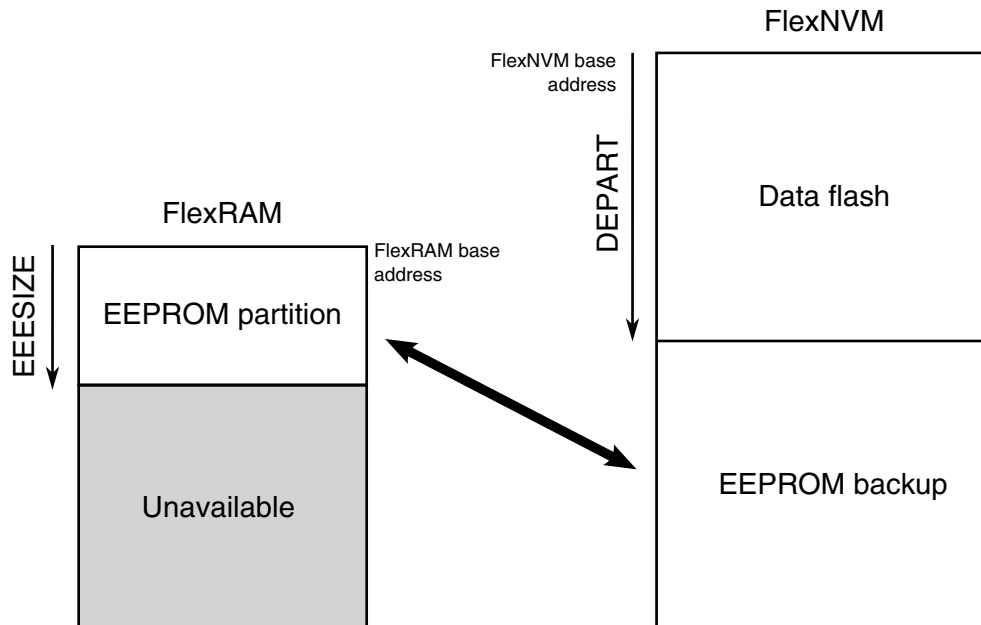 FlexNVM
FlexNVM base
address
DEPART
Data flash
FlexRAM
FlexRAM base
address
EEESIZE
EEPROM partition
Unavailable
EEPROM backup